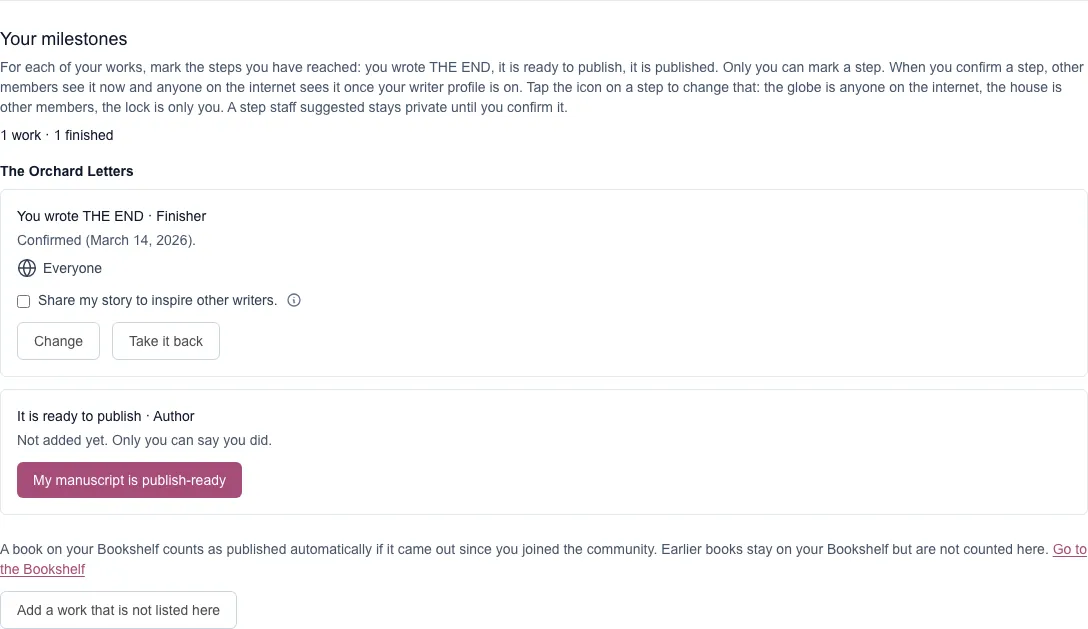 Your milestones
For each of your works, mark the steps you have reached: you wrote THE END, it is ready to publish, it is published. Only you can mark a step. When you confirm a step, other
members see it now and anyone on the internet sees it once your writer profile is on. Tap the icon on a step to change that: the globe is anyone on the internet, the house is
other members, the lock is only you. A step staff suggested stays private until you confirm it.
1 work · 1 finished
The Orchard Letters
You wrote THE END · Finisher
Confirmed (March 14, 2026).
Everyone
Share my story to inspire other writers.
Change Take it back
It is ready to publish · Author
Not added yet. Only you can say you did.
My manuscript is publish-ready
A book on your Bookshelf counts as published automatically if it came out since you joined the community. Earlier books stay on your Bookshelf but are not counted here. Go to
the Bookshelf
Add a work that is not listed here